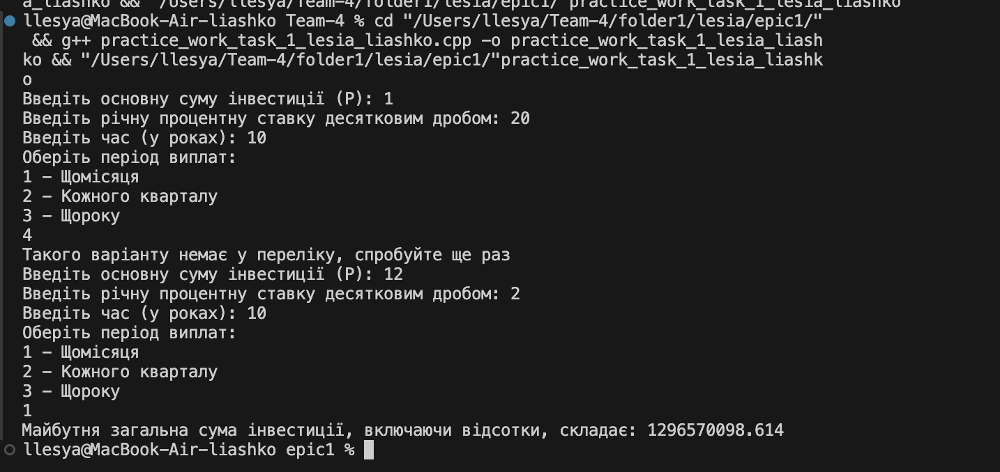 a_liashko && "/Users/llesya/Team-4/folder1/lesia/epic1/"practice_work_task_1_lesia_liashko
llesya@MacBook-Air-liashko Team-4 % cd "/Users/llesya/Team-4/folder1/lesia/epic1/"
&& g++ practice_work_task_1_lesia_liashko.cpp -o practice_work_task_1_lesia_liash
ko && "/Users/llesya/Team-4/folder1/lesia/epic1/"practice_work_task_1_lesia_liashk
o
Введіть основну суму інвестиції (P): 1
Введіть річну процентну ставку десятковим дробом: 20
Введіть час (у роках): 10
Оберіть період виплат:
1 – Щомісяця
2 – Кожного кварталу
3 – Щороку
4
Такого варіанту немає у переліку, спробуйте ще раз
Введіть основну суму інвестиції (P): 12
Введіть річну процентну ставку десятковим дробом: 2
Введіть час (у роках): 10
Оберіть період виплат:
1 – Щомісяця
2 – Кожного кварталу
3 – Щороку
1
Майбутня загальна сума інвестиції, включаючи відсотки, складає: 1296570098.614
llesya@MacBook-Air-liashko epic1 %